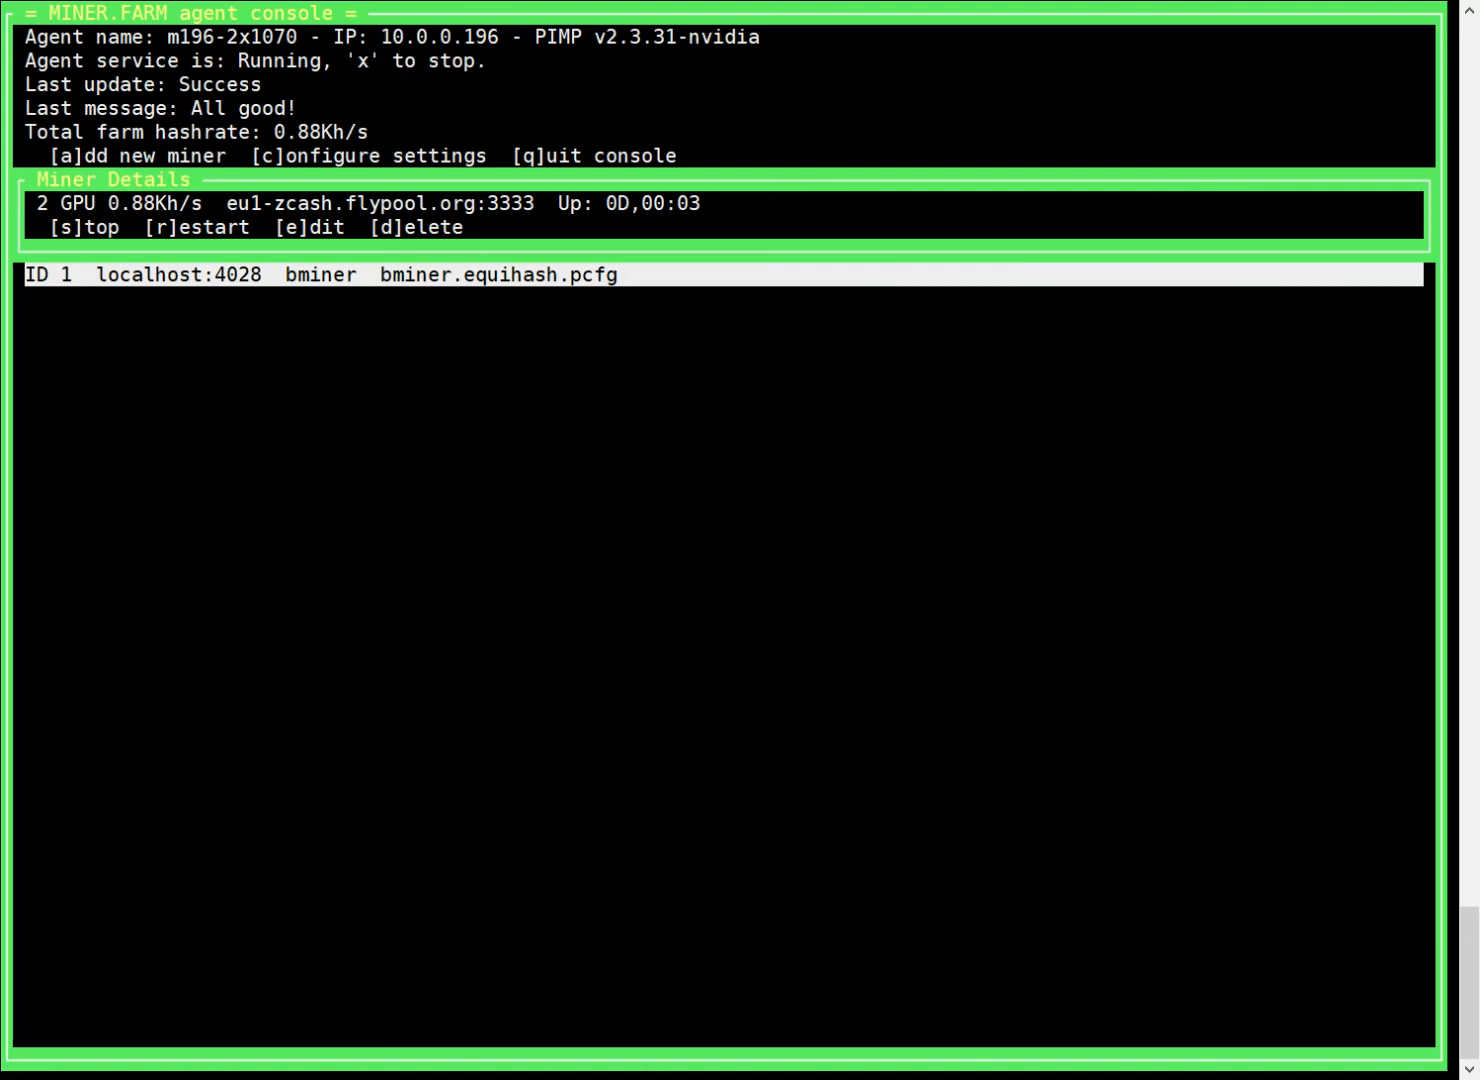 = MINER.FARM agent console =
Agent name: m196-2x1070 - IP: 10.0.0.196 - PIMP v2.3.31-nvidia
Agent service is: Running, 'x' to stop.
Last update: Success
Last message: All good!
Total farm hashrate: 0.88Kh/s
[a]dd new miner  [c]onfigure settings  [q]uit console
Miner Details
2 GPU 0.88Kh/s  eu1-zcash.flypool.org:3333  Up: 0D,00:03
[s]top  [r]estart  [e]dit  [d]elete
ID 1  localhost:4028  bminer  bminer.equihash.pcfg